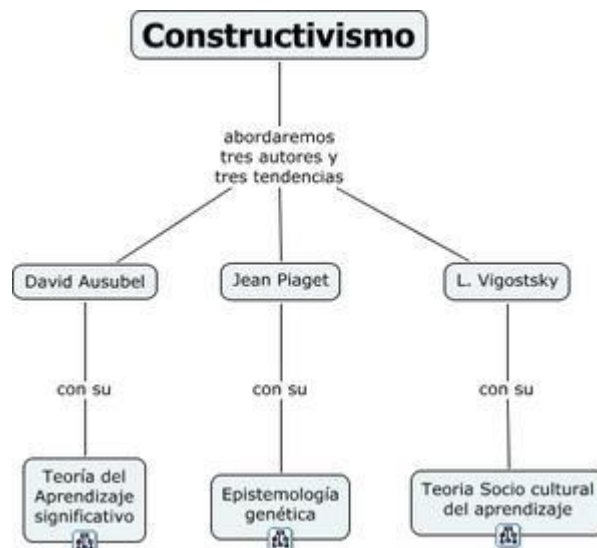 Constructivismo
abordaremos
tres autores y
tres tendencias
David Ausubel
Jean Piaget
L. Vigostsky
con su
con su
con su
Teoría del
Aprendizaje
significativo
Epistemología
genética
Teoria Socio cultural
del aprendizaje